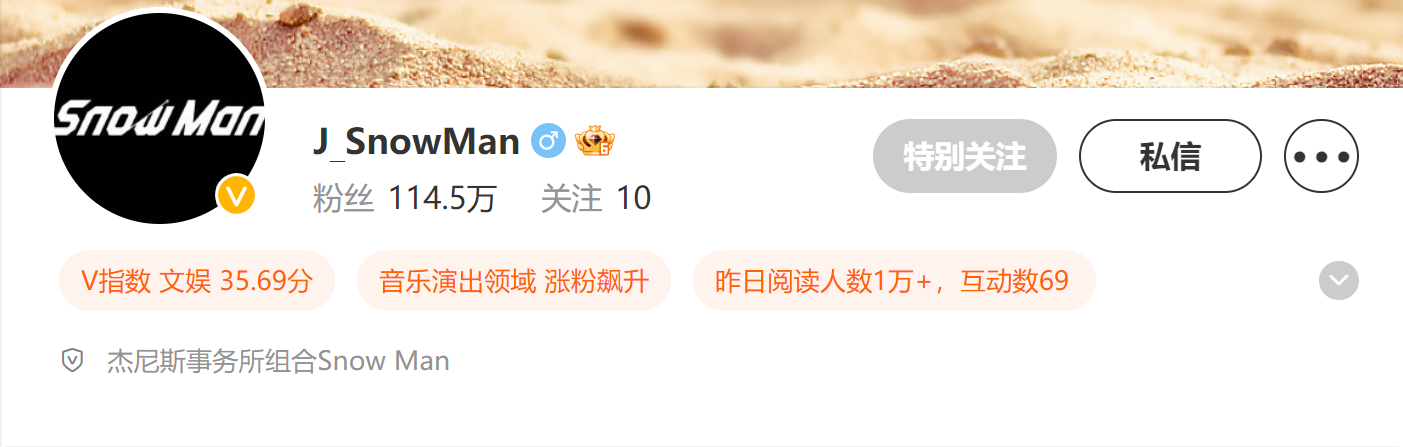 Snow Man
J_SnowMan 6
特别关注
私信
粉丝 114.5万 关注 10
V指数 文娱 35.69分
音乐演出领域 涨粉飙升
昨日阅读人数1万+，互动数69
杰尼斯事务所组合Snow Man